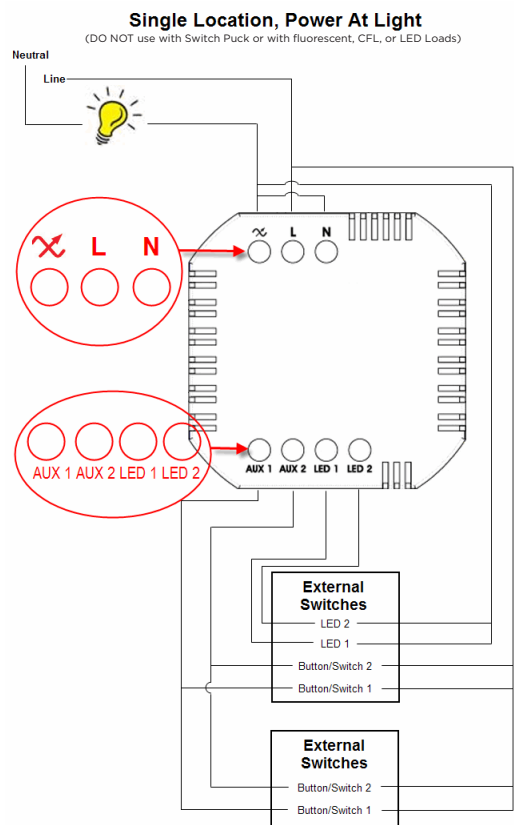 Single Location, Power At Light
(DO NOT use with Switch Puck or with fluorescent, CFL, or LED Loads)
Neutral
Line
L N
L N
AUX 1 AUX 2 LED 1 LED 2
AUX 1 AUX 2 LED 1 LED 2
External
Switches
LED 2
LED 1
Button/Switch 2
Button/Switch 1
External
Switches
Button/Switch 2
Button/Switch 1